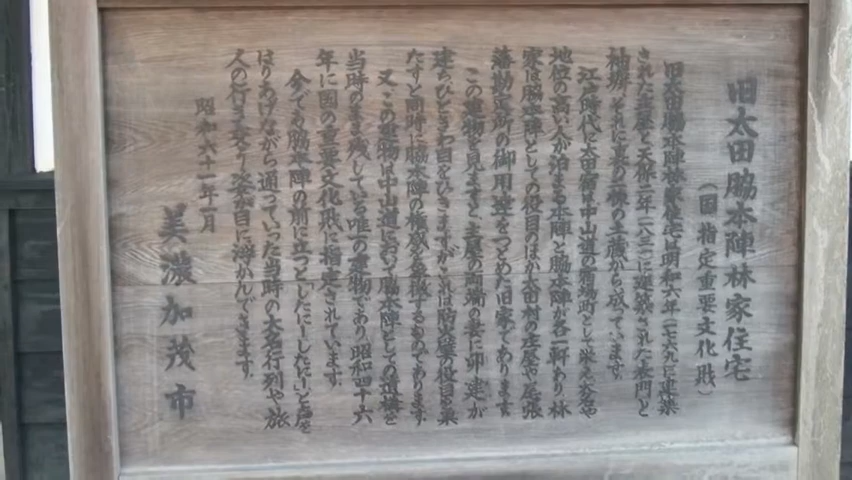 旧太田脇本陣林家住宅
（国指定重要文化財）
旧太田脇本陣林家住宅は明和六年（一七六九）に建築
された主屋と天保二年（一八三一）に建築された表門と
袖塀、それに裏の二棟の土蔵から成っています。
江戸時代、太田宿は中山道の宿場町として栄え大名や
地位の高い人が泊まる本陣と脇本陣が各一軒あり、林
家は脇本陣としての役目のほか太田村の庄屋や尾張
藩勘定所の御用達をつとめた旧家であります。
この建物を見ますと、主屋の両端の妻に卯建が
建ちひときわ目をひきますが、これは防火壁の役目を果
たすと同時に脇本陣の権威を象徴するものであります。
又、この建物は中山道において脇本陣としての遺構を
当時のまま残している唯一の建物であり、昭和四十六
年に国の重要文化財に指定されています。
今でも脇本陣の前に立つと「したにーしたにー」と声を
はりあげながら通っていった当時の大名行列や旅
人の行き交う姿が目に浮かんできます。
昭和六十一年二月
美濃加茂市